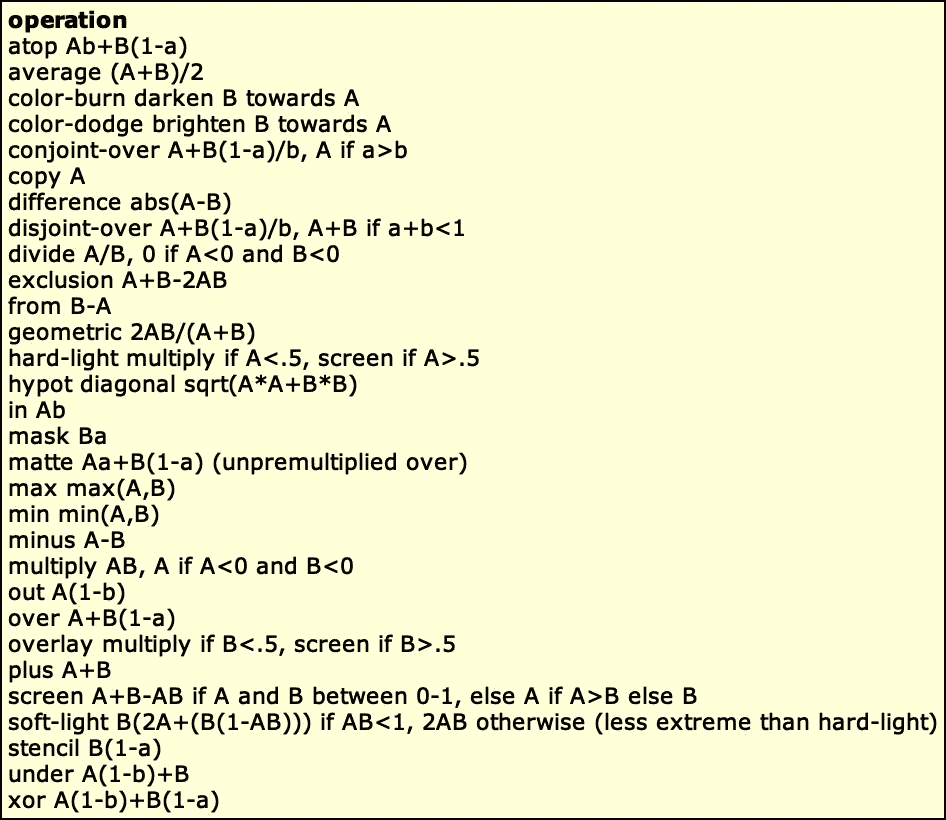 operation
atop Ab+B(1-a)
average (A+B)/2
color-burn darken B towards A
color-dodge brighten B towards A
conjoint-over A+B(1-a)/b, A if a>b
copy A
difference abs(A-B)
disjoint-over A+B(1-a)/b, A+B if a+b<1
divide A/B, 0 if A<0 and B<0
exclusion A+B-2AB
from B-A
geometric 2AB/(A+B)
hard-light multiply if A<.5, screen if A>.5
hypot diagonal sqrt(A*A+B*B)
in Ab
mask Ba
matte Aa+B(1-a) (unpremultiplied over)
max max(A,B)
min min(A,B)
minus A-B
multiply AB, A if A<0 and B<0
out A(1-b)
over A+B(1-a)
overlay multiply if B<.5, screen if B>.5
plus A+B
screen A+B-AB if A and B between 0-1, else A if A>B else B
soft-light B(2A+(B(1-AB))) if AB<1, 2AB otherwise (less extreme than hard-light)
stencil B(1-a)
under A(1-b)+B
xor A(1-b)+B(1-a)